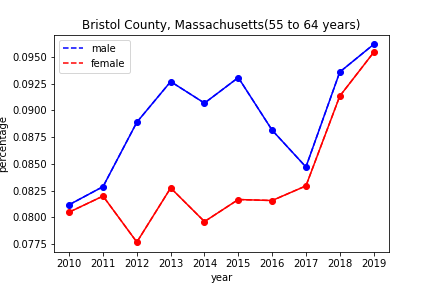 Bristol County, Massachusetts(55 to 64 years)
male
female
0.0950
0.0925
0.0900
0.0875
0.0850
0.0825
0.0800
0.0775
percentage
2010 2011 2012 2013 2014 2015 2016 2017 2018 2019
year